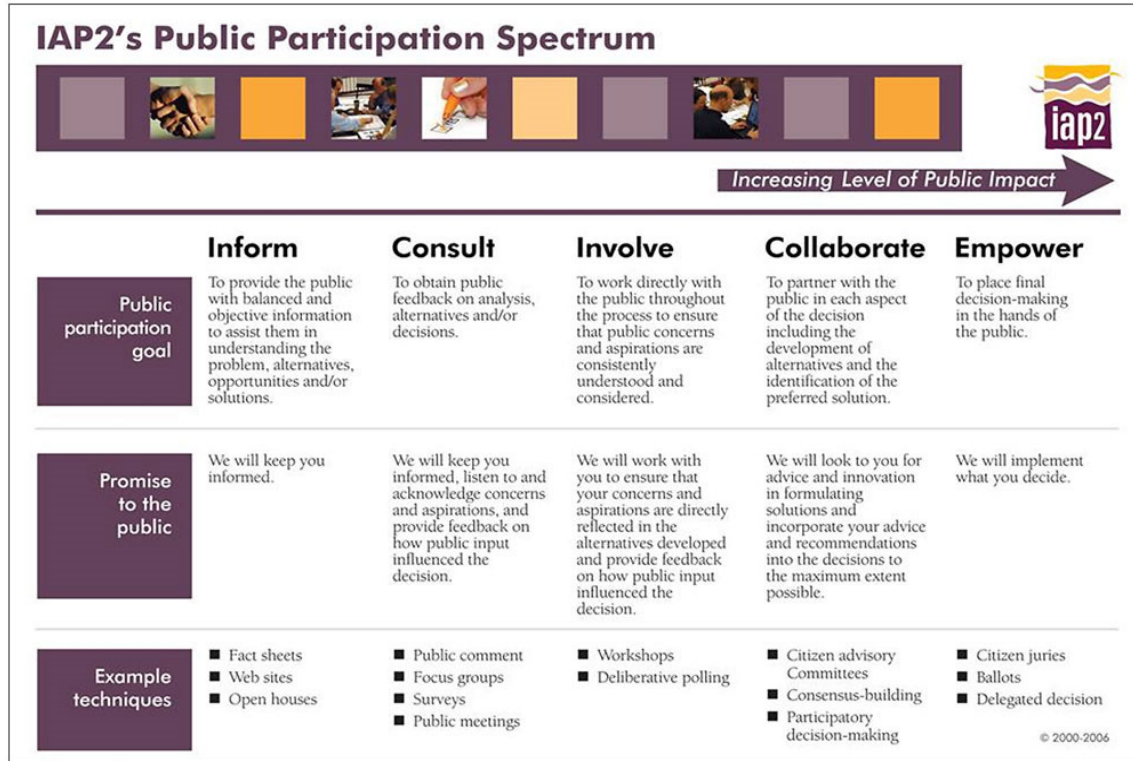 IAP2's Public Participation Spectrum
iap2
Increasing Level of Public Impact
Inform
Consult
Involve
Collaborate
Empower
Public
participation
goal
To provide the public
with balanced and
objective information
to assist them in
understanding the
problem, alternatives,
opportunities and/or
solutions.
To obtain public
feedback on analysis,
alternatives and/or
decisions.
To work directly with
the public throughout
the process to ensure
that public concerns
and aspirations are
consistently
understood and
considered.
To partner with the
public in each aspect
of the decision
including the
development of
alternatives and the
identification of the
preferred solution.
To place final
decision-making
in the hands of
the public.
Promise
to the
public
We will keep you
informed.
We will keep you
informed, listen to and
acknowledge concerns
and aspirations, and
provide feedback on
how public input
influenced the
decision.
We will work with
you to ensure that
your concerns and
aspirations are directly
reflected in the
alternatives developed
and provide feedback
on how public input
influenced the
decision.
We will look to you for
advice and innovation
in formulating
solutions and
incorporate your advice
and recommendations
into the decisions to
the maximum extent
possible.
We will implement
what you decide.
Example
techniques
■ Fact sheets
■ Web sites
■ Open houses
■ Public comment
■ Focus groups
■ Surveys
■ Public meetings
■ Workshops
■ Deliberative polling
■ Citizen advisory
Committees
■ Consensus-building
■ Participatory
decision-making
■ Citizen juries
■ Ballots
■ Delegated decision
© 2000-2006